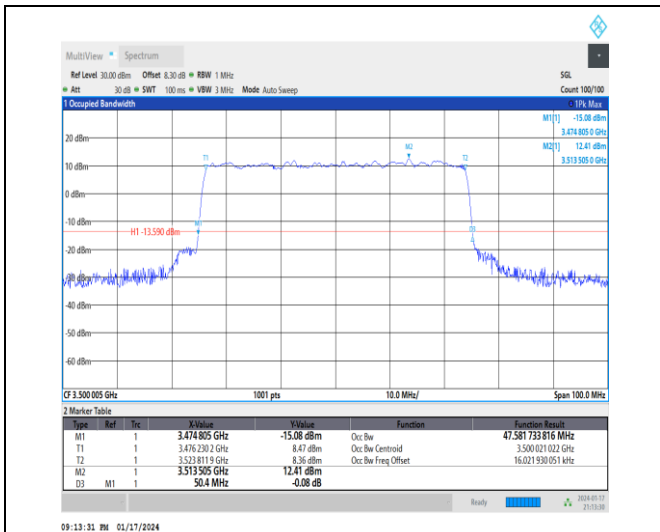 MultiView Spectrum
Ref Level 30.00 dBm Offset 8.30 dB RBW 1 MHz SGL
Att 30 dB SWT 100 ms VBW 3 MHz Mode Auto Sweep Count 100/100
1 Occupied Bandwidth 1Pk Max
M1[1] -15.08 dBm
3.474 805 0 GHz
M2[1] 12.41 dBm
3.513 505 0 GHz
20 dBm
M2
T1 T2
10 dBm
0 dBm
-10 dBm
M1
D3
H1 -13.590 dBm
-20 dBm
-30 dBm
-40 dBm
-50 dBm
-60 dBm
CF 3.500 005 GHz 1001 pts 10.0 MHz/ Span 100.0 MHz
2 Marker Table
Type Ref Trc X-Value Y-Value Function Function Result
M1 1 3.474 805 GHz -15.08 dBm Occ Bw 47.581 733 816 MHz
T1 1 3.476 230 2 GHz 8.47 dBm Occ Bw Centroid 3.500 021 022 GHz
T2 1 3.523 811 9 GHz 8.36 dBm Occ Bw Freq Offset 16.021 930 051 kHz
M2 1 3.513 505 GHz 12.41 dBm
D3 M1 1 50.4 MHz -0.08 dB
Ready 2024-01-17
21:13:30
09:13:31 PM 01/17/2024